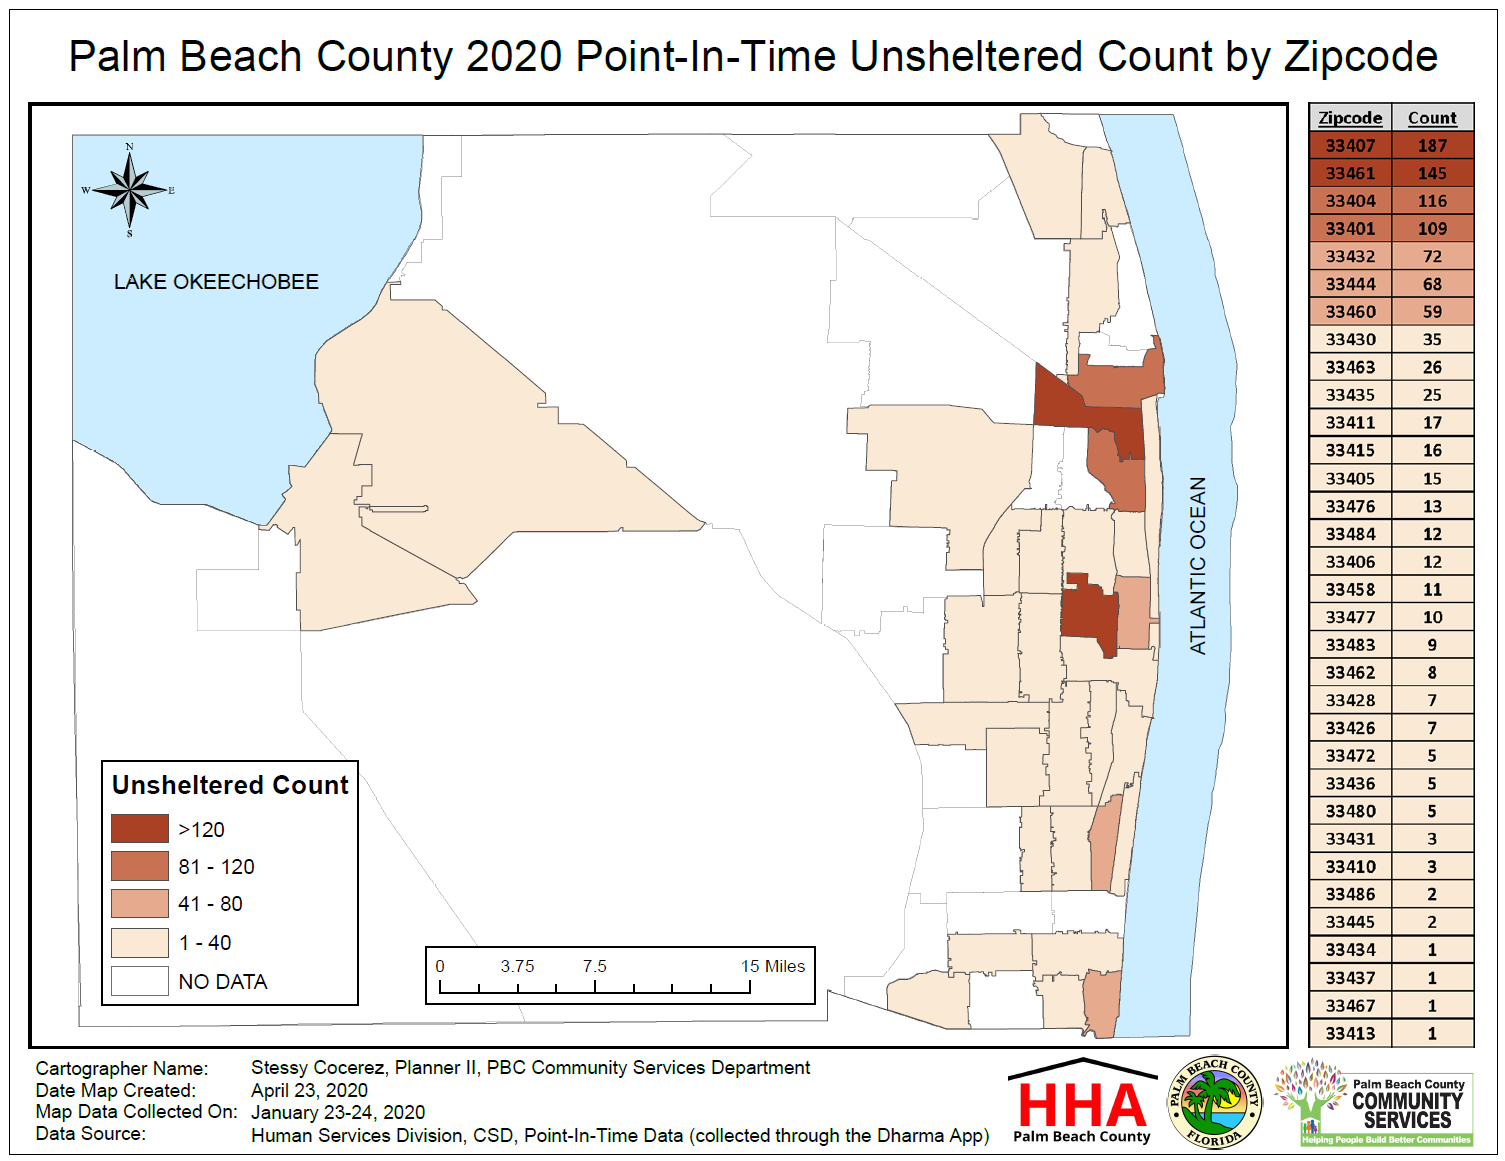 Palm Beach County 2020 Point-In-Time Unsheltered Count by Zipcode
N
W E
S
LAKE OKEECHOBEE
ATLANTIC OCEAN
Unsheltered Count
>120
81 - 120
41 - 80
1 - 40
NO DATA
0 3.75 7.5 15 Miles
Zipcode Count
33407 187
33461 145
33404 116
33401 109
33432 72
33444 68
33460 59
33430 35
33463 26
33435 25
33411 17
33415 16
33405 15
33476 13
33484 12
33406 12
33458 11
33477 10
33483 9
33462 8
33428 7
33426 7
33472 5
33436 5
33480 5
33431 3
33410 3
33486 2
33445 2
33434 1
33437 1
33467 1
33413 1
Cartographer Name: Stessy Cocerez, Planner II, PBC Community Services Department
Date Map Created: April 23, 2020
Map Data Collected On: January 23-24, 2020
Data Source: Human Services Division, CSD, Point-In-Time Data (collected through the Dharma App)
HHA
Palm Beach County
PALM BEACH COUNTY
FLORIDA
Palm Beach County
COMMUNITY
SERVICES
Helping People Build Better Communities